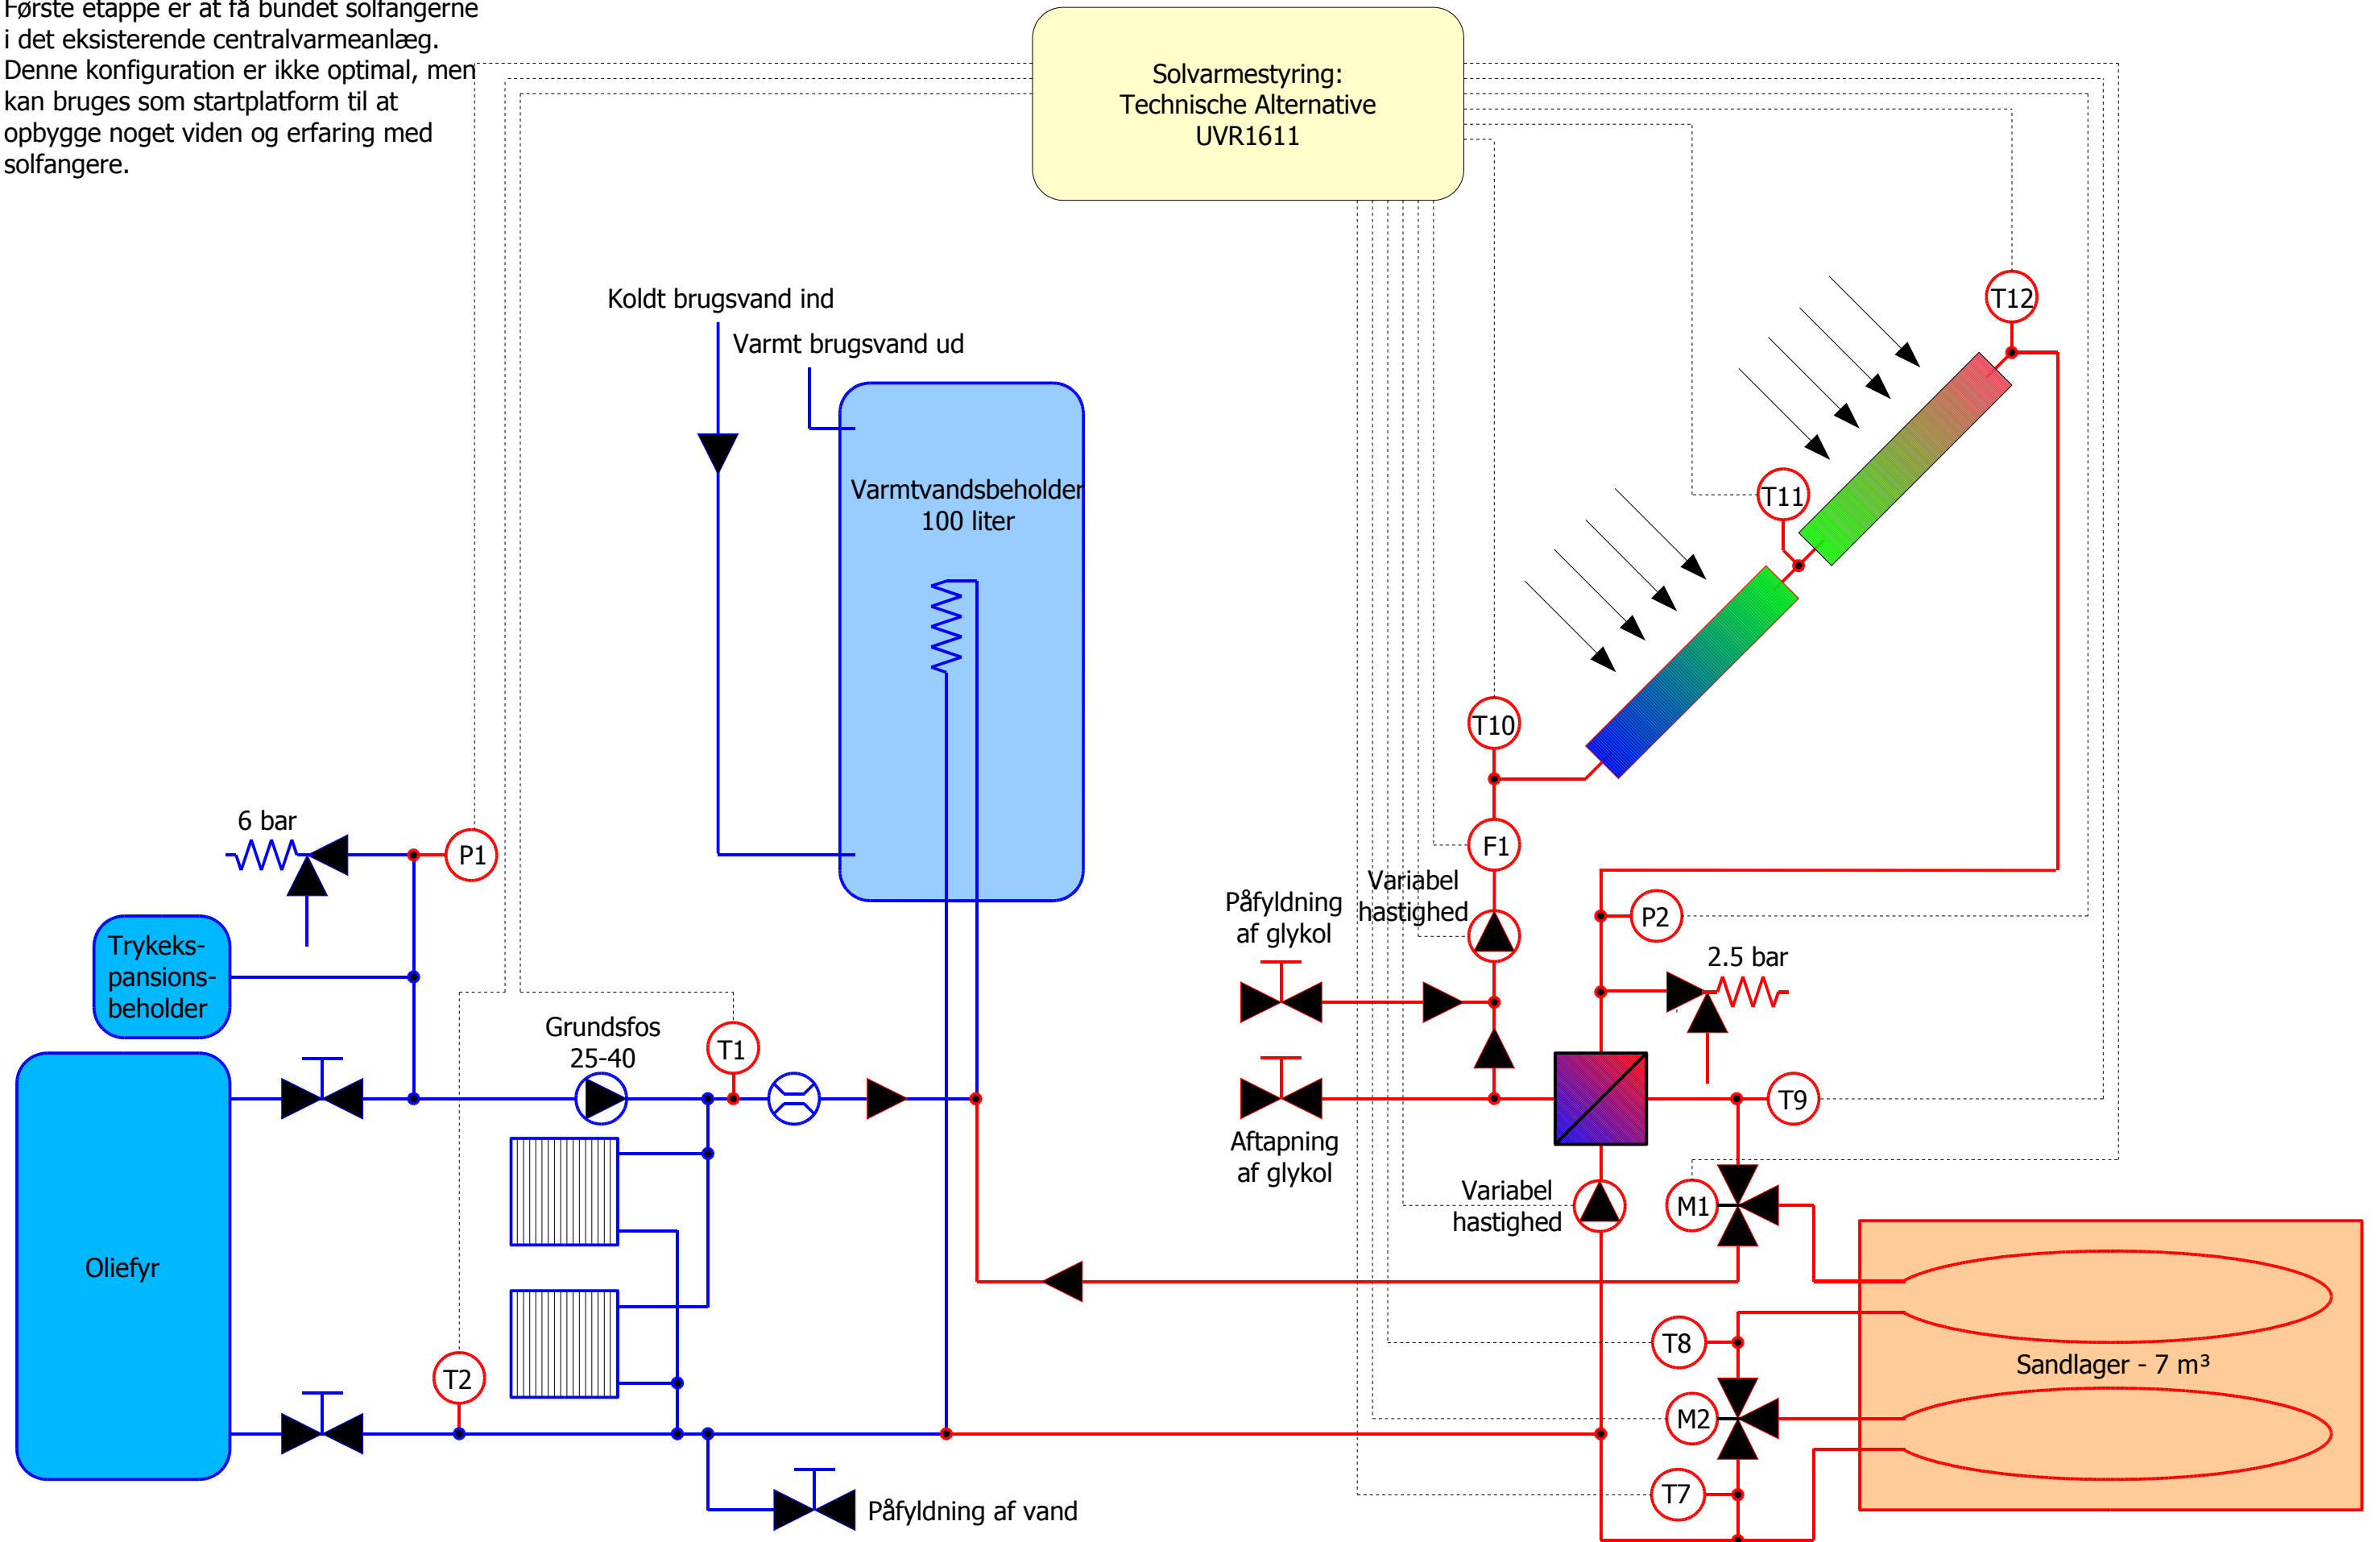 Første etappe er at få bundet solfangerne
i det eksisterende centralvarmeanlæg.
Denne konfiguration er ikke optimal, men
kan bruges som startplatform til at
opbygge noget viden og erfaring med
solfangere.
Solvarmestyring:
Technische Alternative
UVR1611
Koldt brugsvand ind
Varmt brugsvand ud
T12
Varmtvandsbeholder
100 liter
T11
T10
6 bar
P1
F1
Variabel
hastighed
Påfyldning
af glykol
P2
2.5 bar
Trykeks-
pansions-
beholder
Grundsfos
25-40
T1
T9
Aftapning
af glykol
Variabel
hastighed
M1
Oliefyr
T8
Sandlager - 7 m³
T2
M2
T7
Påfyldning af vand